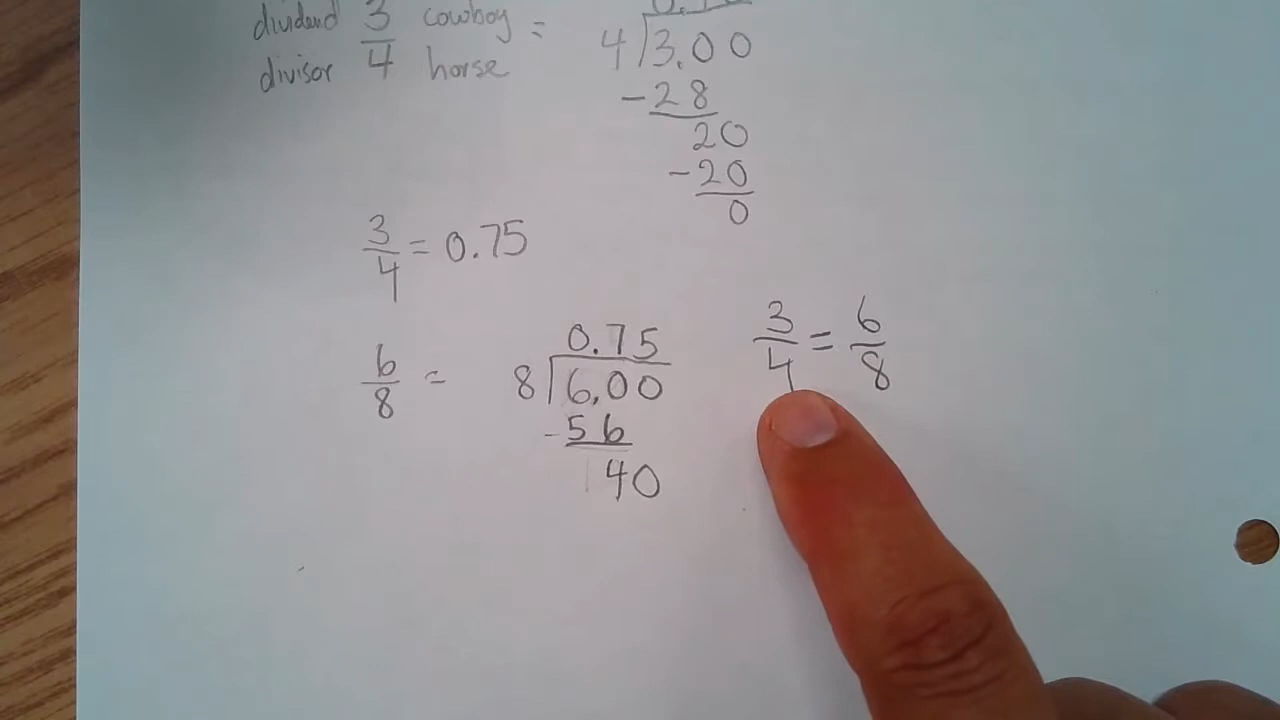 dividend 3/4 cowboy =
divisor horse
4 3.00
-28
20
-20
0
3/4 = 0.75
6/8 =
0.75
8 6.00
-56
40
3/4 = 6/8